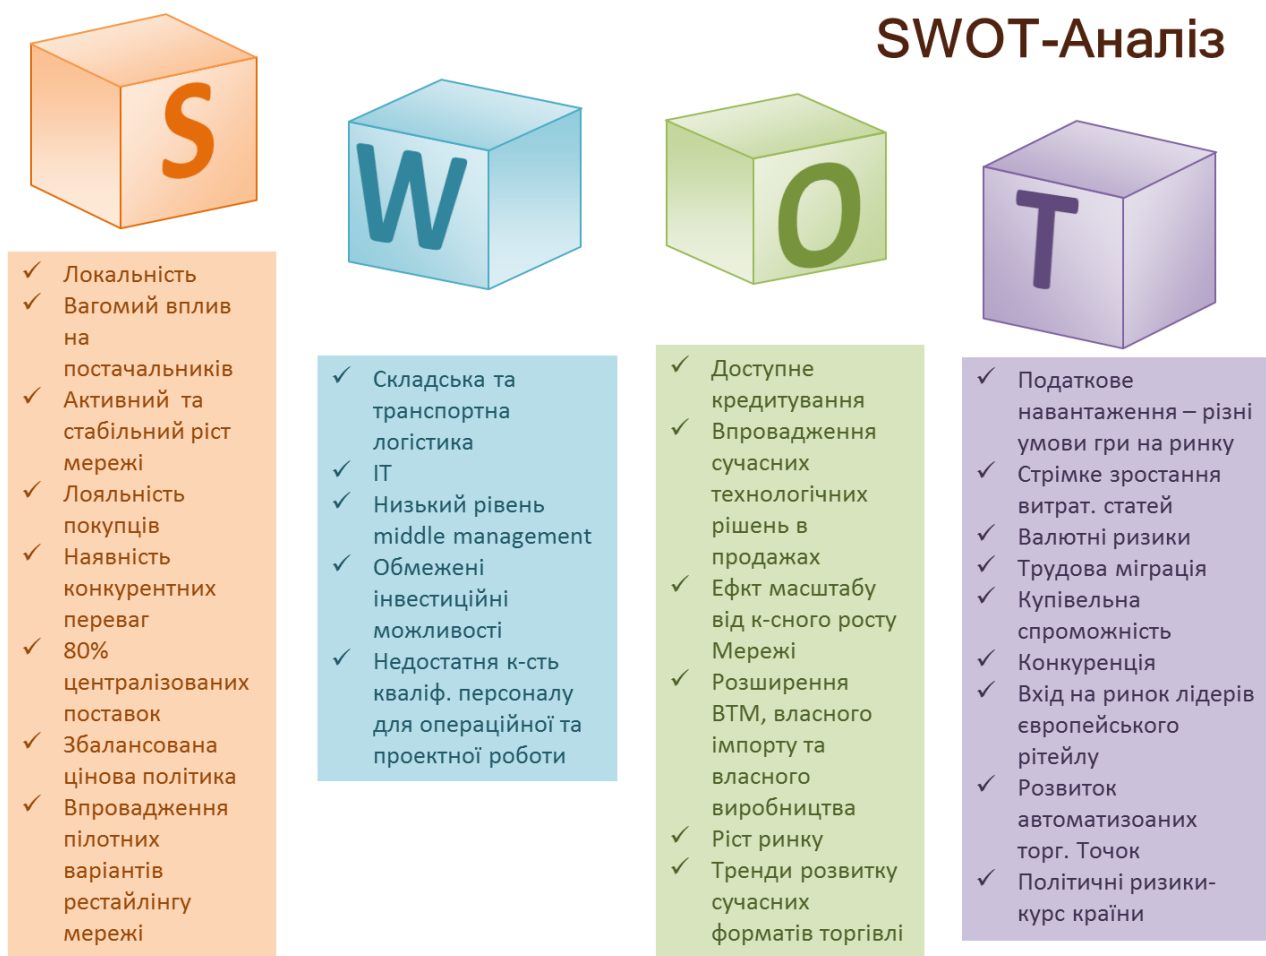 SWOT-Аналіз
S
Локальність
Вагомий вплив
на
постачальників
Активний та
стабільний ріст
мережі
Лояльність
покупців
Наявність
конкурентних
переваг
80%
централізованих
поставок
Збалансована
цінова політика
Впровадження
пілотних
варіантів
рестайлінгу
мережі
W
Складська та
транспортна
логістика
ІТ
Низький рівень
middle management
Обмежені
інвестиційні
можливості
Недостатня к-сть
кваліф. персоналу
для операційної та
проектної роботи
O
Доступне
кредитування
Впровадження
сучасних
технологічних
рішень в
продажах
Ефкт масштабу
від к-сного росту
Мережі
Розширення
ВТМ, власного
імпорту та
власного
виробництва
Ріст ринку
Тренди розвитку
сучасних
форматів торгівлі
T
Податкове
навантаження – різні
умови гри на ринку
Стрімке зростання
витрат. статей
Валютні ризики
Трудова міграція
Купівельна
спроможність
Конкуренція
Вхід на ринок лідерів
європейського
рітейлу
Розвиток
автоматизоаних
торг. Точок
Політичні ризики-
курс країни